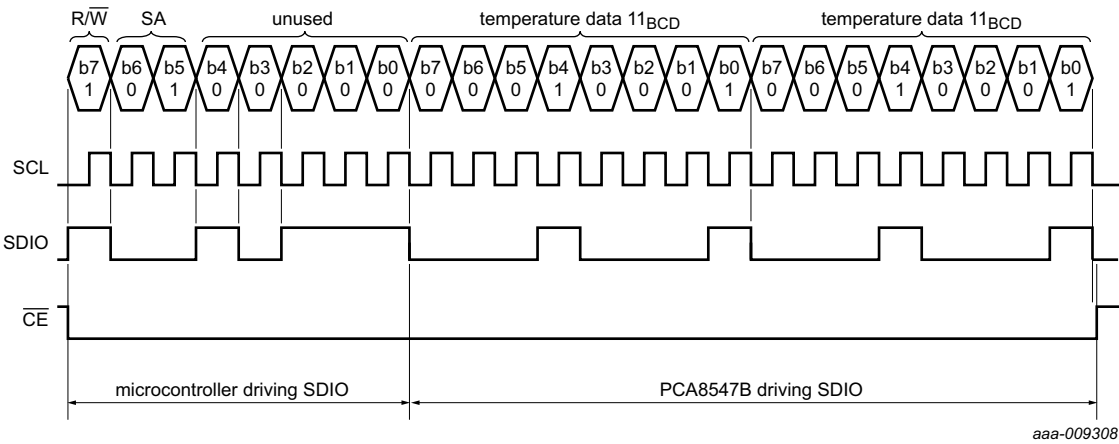 R/W SA unused temperature data 11BCD temperature data 11BCD
b7 b6 b5 b4 b3 b2 b1 b0 b7 b6 b5 b4 b3 b2 b1 b0 b7 b6 b5 b4 b3 b2 b1 b0
1 0 1 0 0 0 0 0 0 0 0 1 0 0 0 1 0 0 0 1 0 0 0 1
SCL
SDIO
CE
microcontroller driving SDIO PCA8547B driving SDIO
aaa-009308